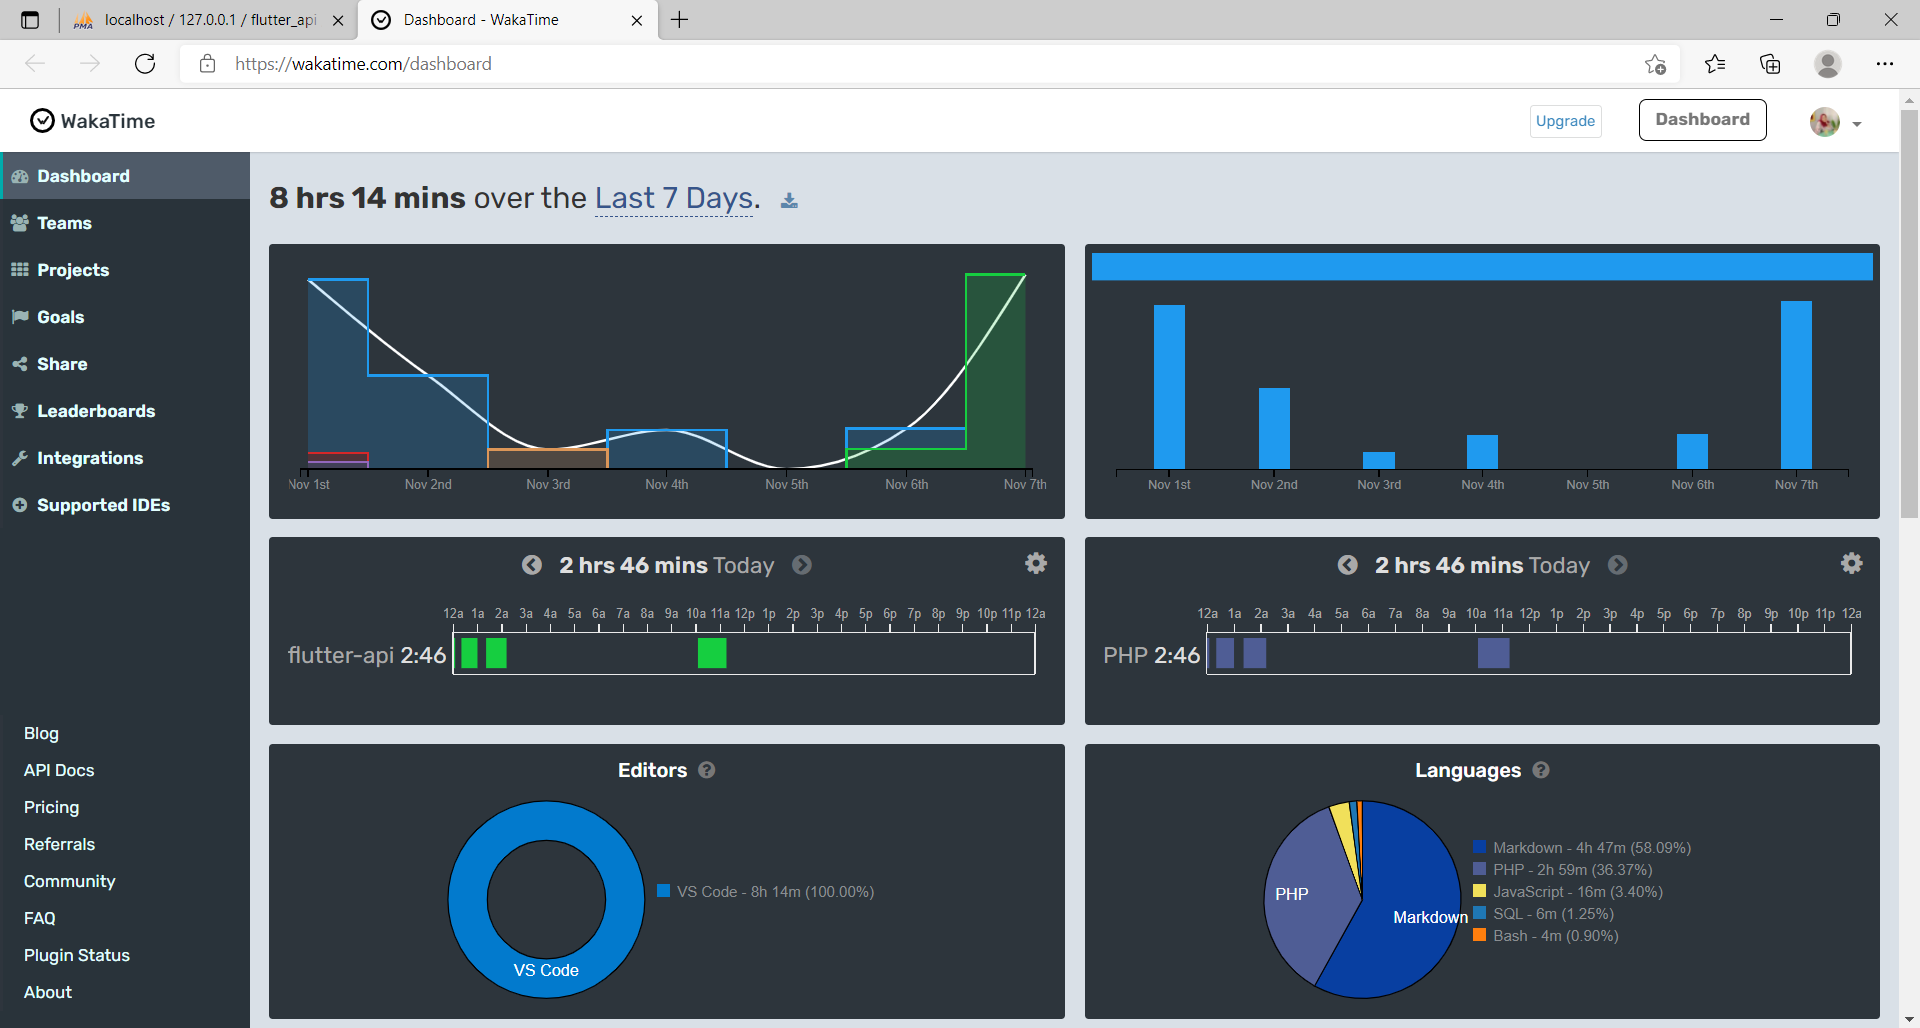 localhost / 127.0.0.1 / flutter_api
Dashboard - WakaTime
https://wakatime.com/dashboard
WakaTime
Upgrade
Dashboard
Dashboard
Teams
Projects
Goals
Share
Leaderboards
Integrations
Supported IDEs
Blog
API Docs
Pricing
Referrals
Community
FAQ
Plugin Status
About
8 hrs 14 mins over the Last 7 Days.
Nov 1st Nov 2nd Nov 3rd Nov 4th Nov 5th Nov 6th Nov 7th
Nov 1st Nov 2nd Nov 3rd Nov 4th Nov 5th Nov 6th Nov 7th
2 hrs 46 mins Today
12a 1a 2a 3a 4a 5a 6a 7a 8a 9a 10a 11a 12p 1p 2p 3p 4p 5p 6p 7p 8p 9p 10p 11p 12a
flutter-api 2:46
2 hrs 46 mins Today
12a 1a 2a 3a 4a 5a 6a 7a 8a 9a 10a 11a 12p 1p 2p 3p 4p 5p 6p 7p 8p 9p 10p 11p 12a
PHP 2:46
Editors
VS Code - 8h 14m (100.00%)
VS Code
Languages
PHP
Markdown
Markdown - 4h 47m (58.09%)
PHP - 2h 59m (36.37%)
JavaScript - 16m (3.40%)
SQL - 6m (1.25%)
Bash - 4m (0.90%)